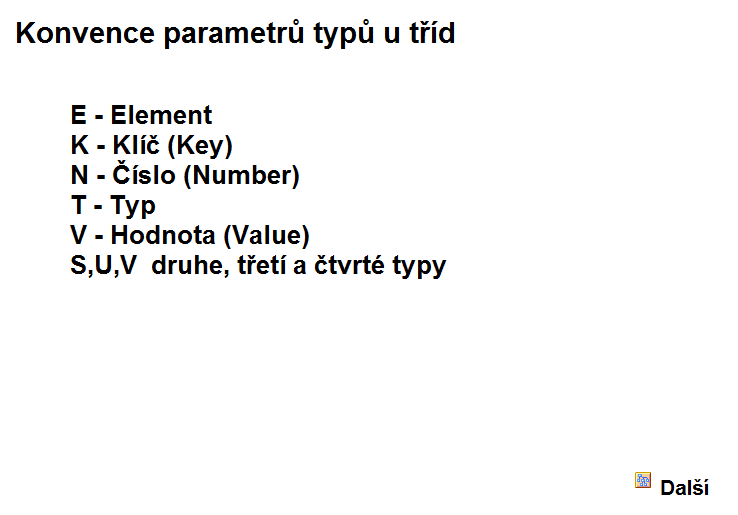 Konvence parametrů typů u tříd
E - Element
K - Klíč (Key)
N - Číslo (Number)
T - Typ
V - Hodnota (Value)
S,U,V  druhe, třetí a čtvrté typy
Další